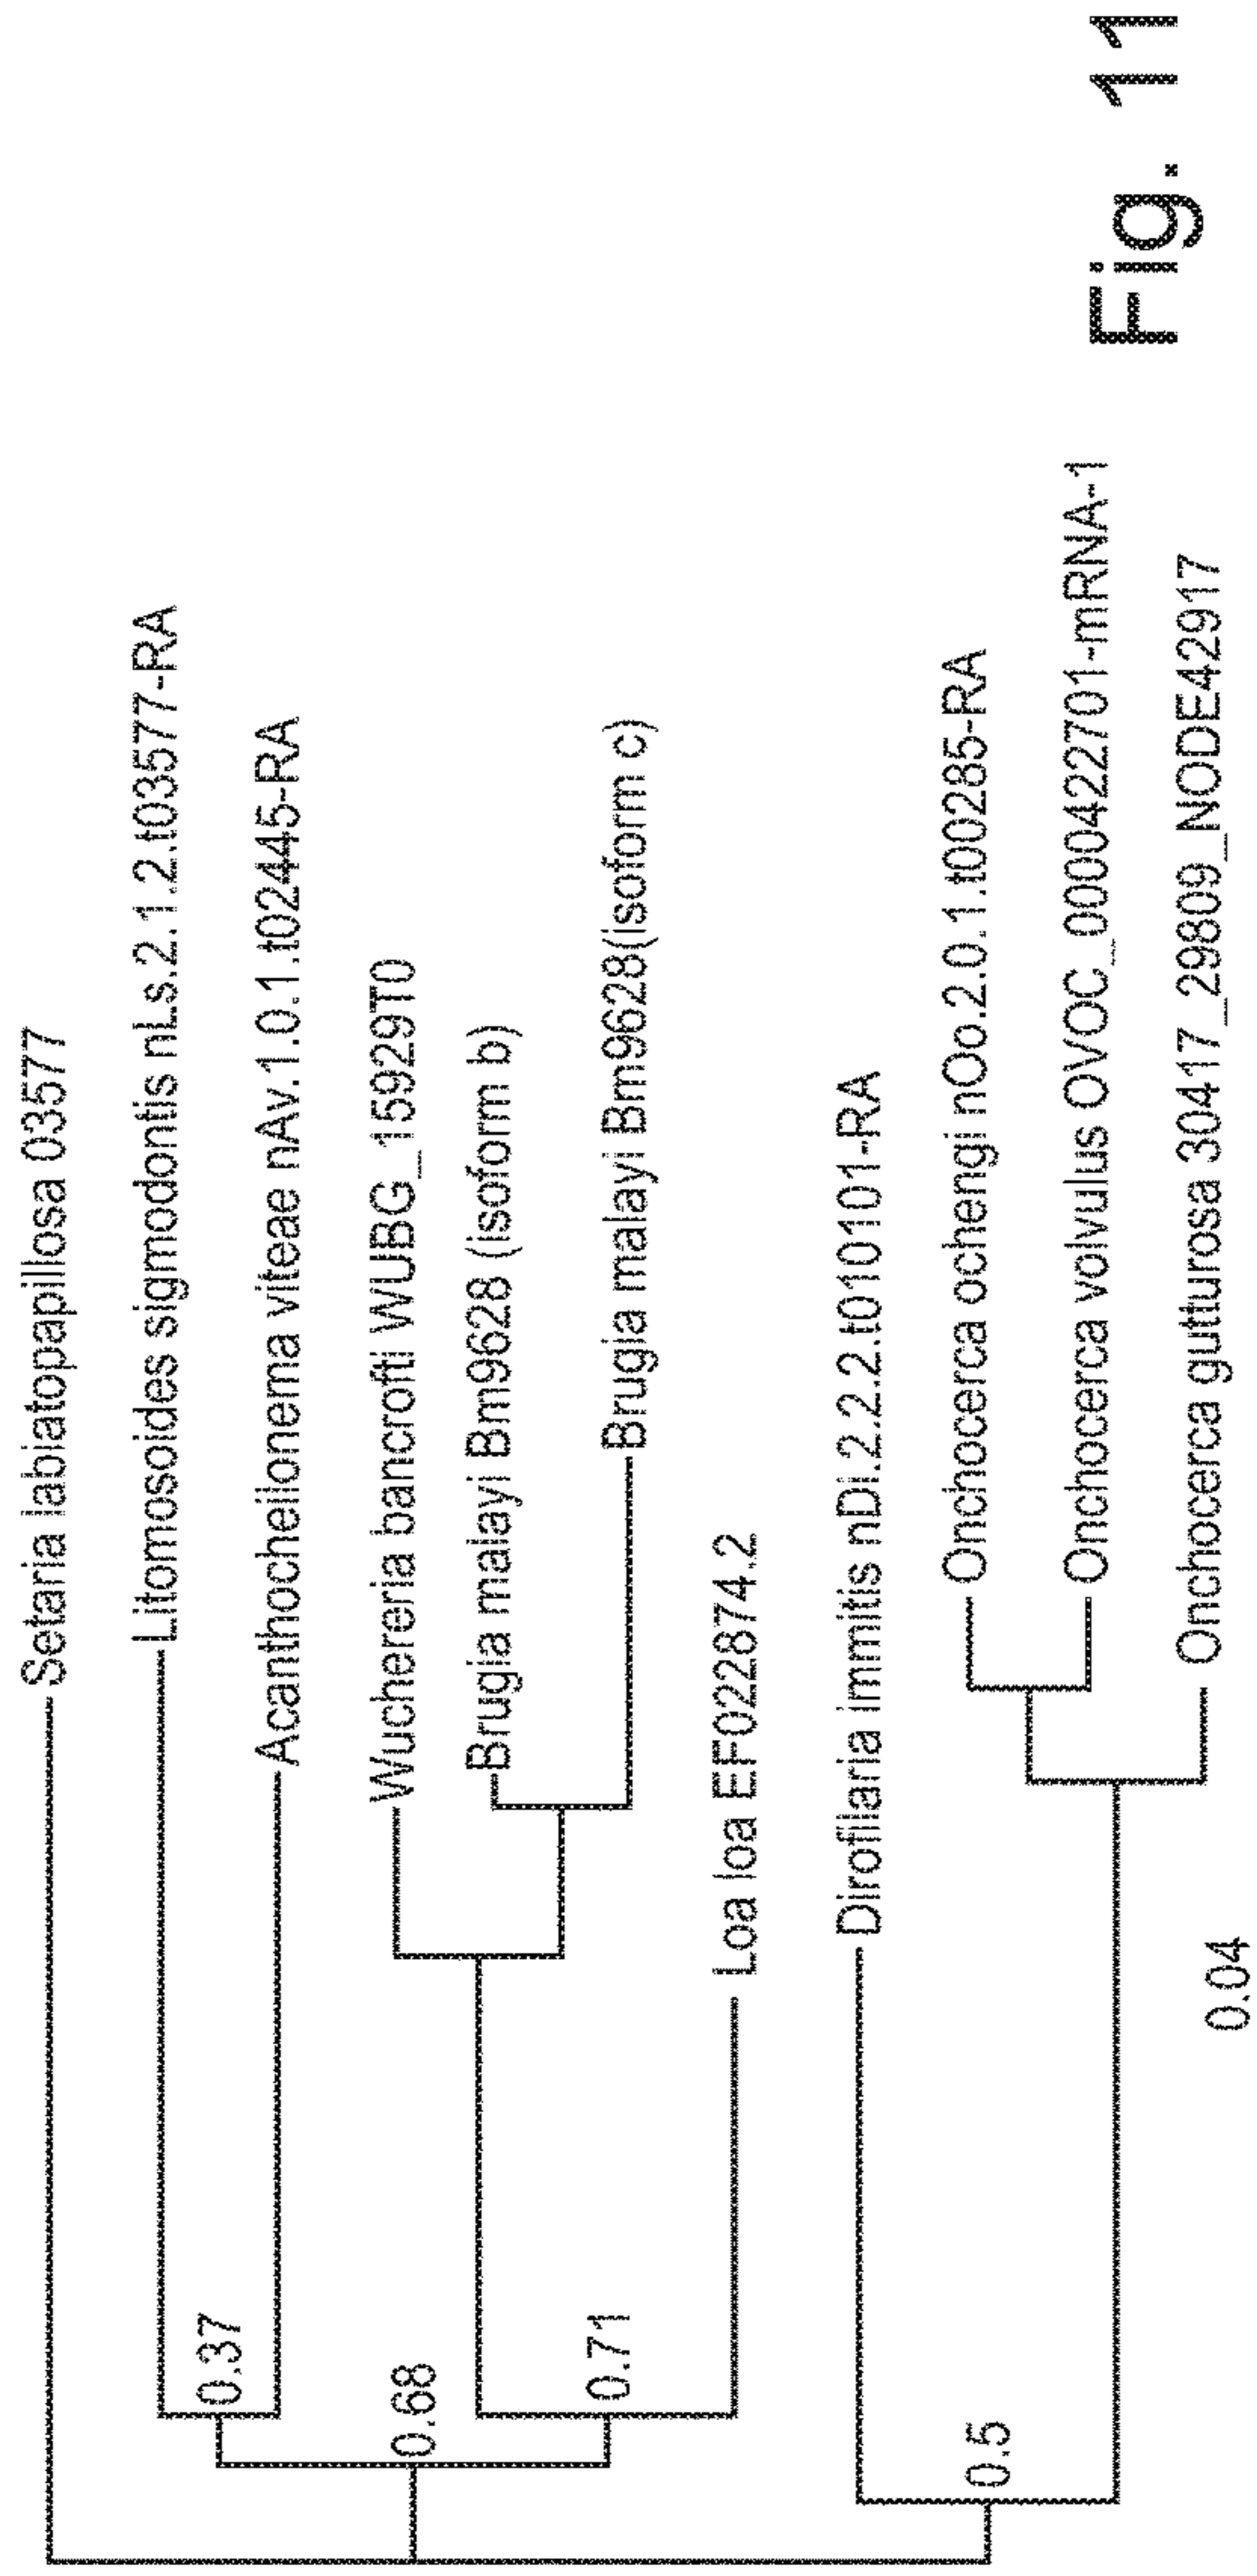 Setaria labiatopapillosa 03577
Litomosoides sigmodontis nLs.2.1.2.t03577-RA
0.37
Acanthocheilonema viteae nAv.1.0.1.t02445-RA
Wuchereria bancrofti WUBG_15929T0
0.68
Brugia malayi Bm9628 (isoform b)
Brugia malayi Bm9628(isoform c)
0.71
Loa loa EF022874.2
Dirofilaria immitis nDi.2.2.2.t010101-RA
Onchocerca ochengi nOo.2.0.1.t00285-RA
0.5
Onchocerca volvulus OVOC_0000422701-mRNA-1
Onchocerca gutturosa 30417_29809_NODE42917
0.04
Fig. 11